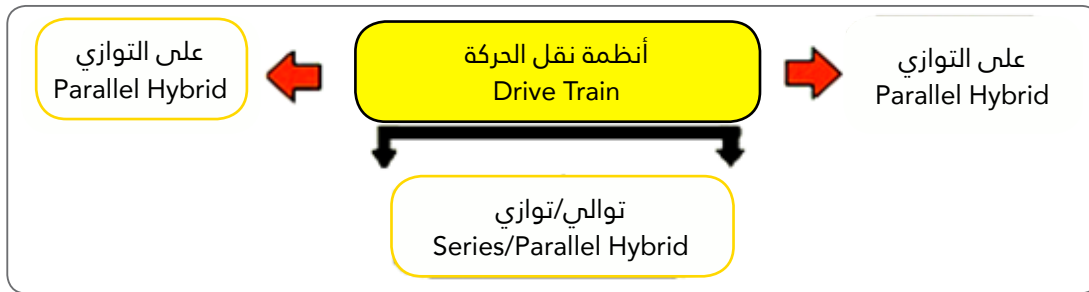 أنظمة نقل الحركة
Drive Train
على التوازي
Parallel Hybrid
على التوازي
Parallel Hybrid
توالي/توازي
Series/Parallel Hybrid